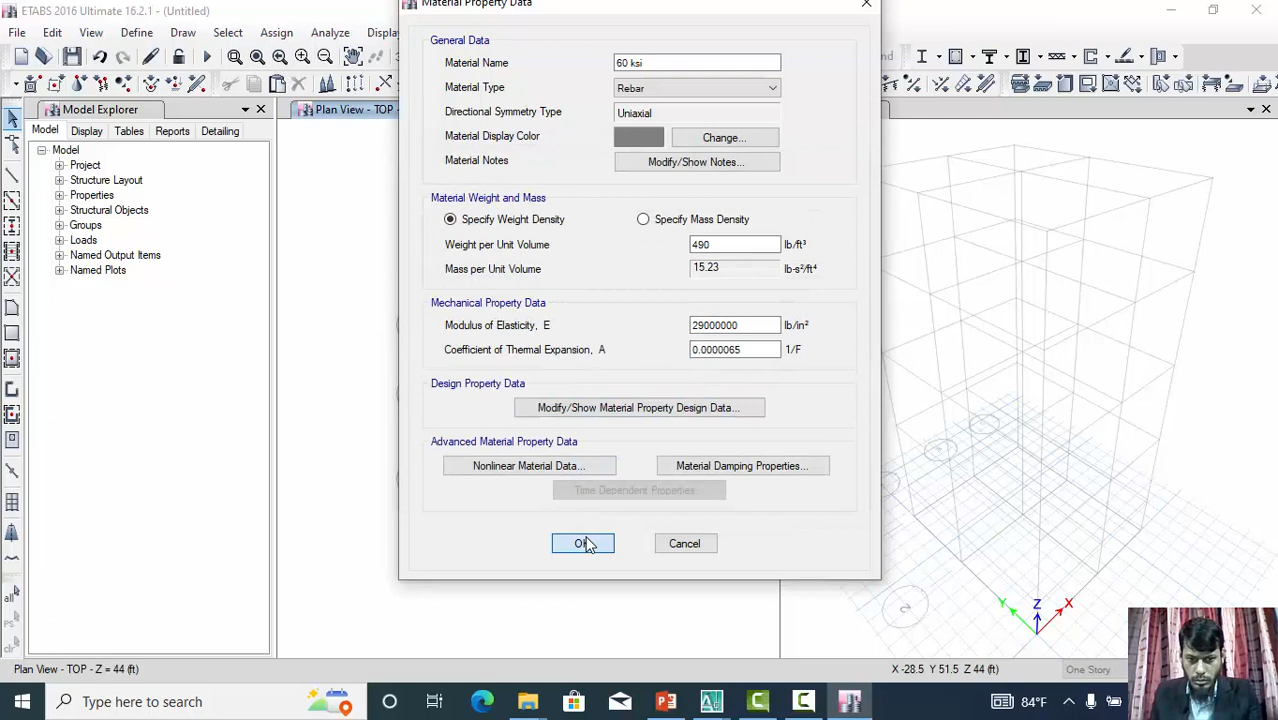 ETABS 2016 Ultimate 16.2.1 - (Untitled)
Material Property Data
File Edit View Define Draw Select Assign Analyze Display
Model Explorer
Plan View - TOP -
Model Display Tables Reports Detailing
Model
Project
Structure Layout
Properties
Structural Objects
Groups
Loads
Named Output Items
Named Plots
General Data
Material Name 60 ksi
Material Type Rebar
Directional Symmetry Type Uniaxial
Material Display Color Change...
Material Notes Modify/Show Notes...
Material Weight and Mass
Specify Weight Density Specify Mass Density
Weight per Unit Volume 490 lb/ft³
Mass per Unit Volume 15.23 lb-s²/ft⁴
Mechanical Property Data
Modulus of Elasticity, E 29000000 lb/in²
Coefficient of Thermal Expansion, A 0.0000065 1/F
Design Property Data
Modify/Show Material Property Design Data...
Advanced Material Property Data
Nonlinear Material Data... Material Damping Properties...
Time Dependent Properties...
OK Cancel
all
PS
clr
Y Z X
Plan View - TOP - Z = 44 (ft) X -28.5 Y 51.5 Z 44 (ft) One Story
Type here to search 84°F